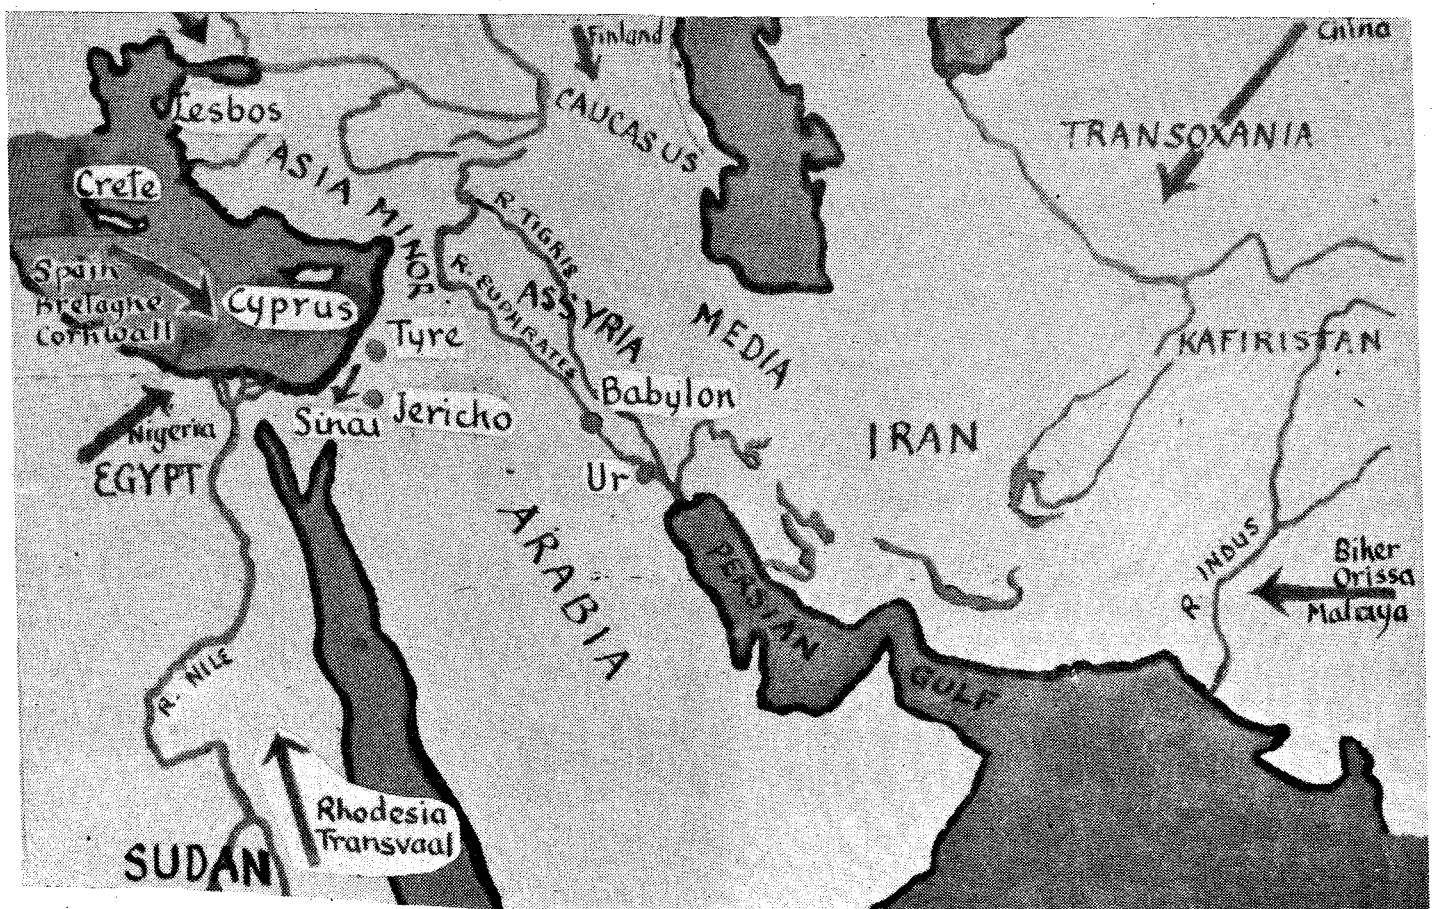 Finland
China
Lesbos
CAUCASUS
TRANSOXANIA
ASIA MINOR
Crete
R. TIGRIS
Spain
Bretagne
Cornwall
Cyprus
R. EUPHRATES
ASSYRIA
MEDIA
KAFIRISTAN
Tyre
Babylon
Jericho
Sinai
Nigeria
EGYPT
IRAN
Ur
ARABIA
PERSIAN GULF
R. INDUS
Biher
Orissa
Malaya
R. NILE
Rhodesia
Transvaal
SUDAN